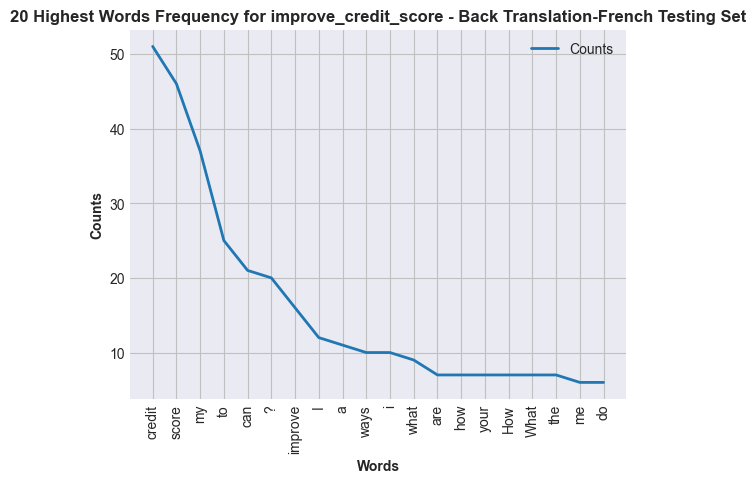 20 Highest Words Frequency for improve_credit_score - Back Translation-French Testing Set
Counts
50
40
30
20
10
Counts
credit
score
my
to
can
?
improve
I
a
ways
i
what
are
how
your
How
What
the
me
do
Words